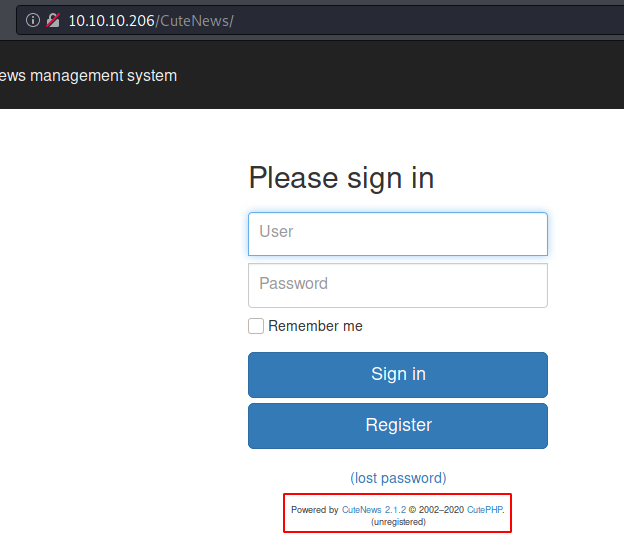 10.10.10.206/CuteNews/
ews management system
Please sign in
User
Password
Remember me
Sign in
Register
(lost password)
Powered by CuteNews 2.1.2 © 2002–2020 CutePHP.
(unregistered)